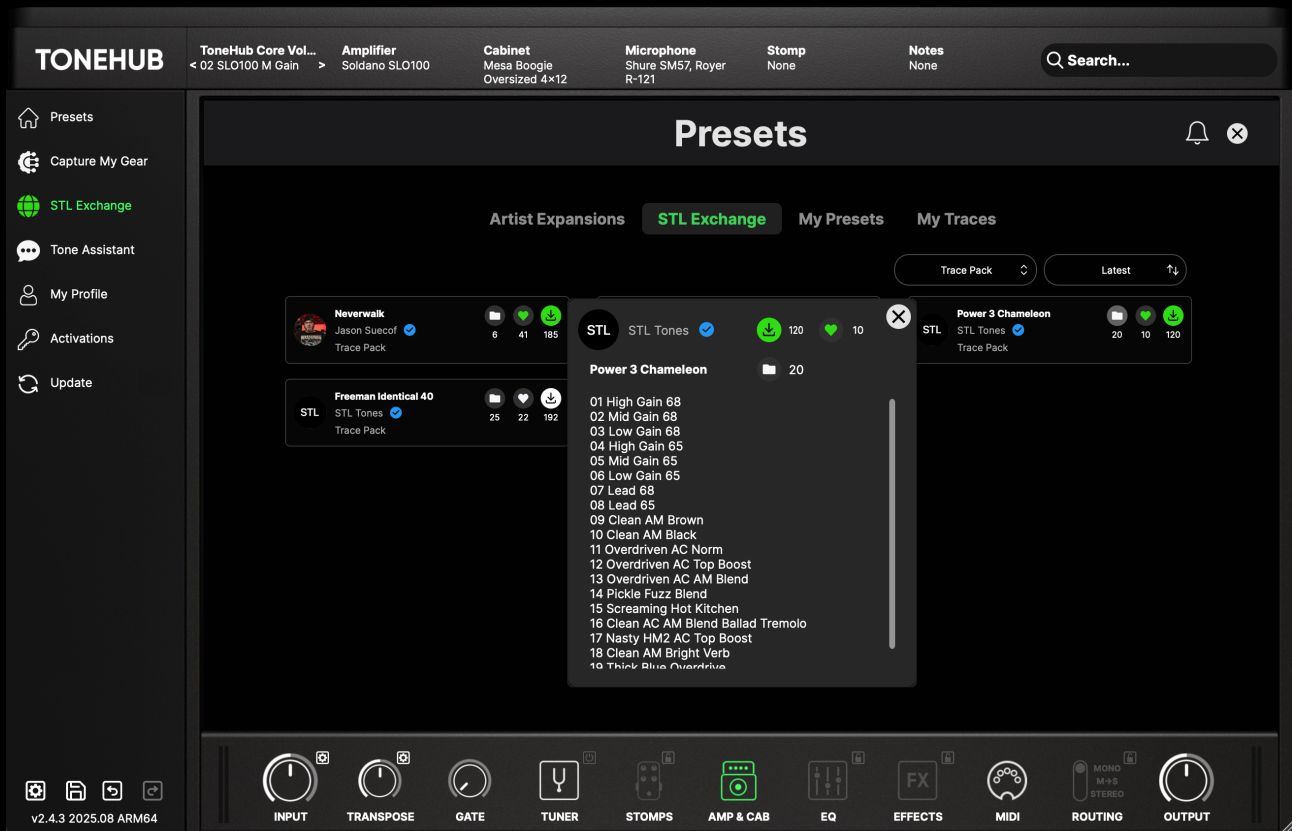 TONEHUB
ToneHub Core Vol...
< 02 SLO100 M Gain >
Amplifier
Soldano SLO100
Cabinet
Mesa Boogie
Oversized 4x12
Microphone
Shure SM57, Royer
R-121
Stomp
None
Notes
None
Search...
Presets
Capture My Gear
STL Exchange
Tone Assistant
My Profile
Activations
Update
Presets
Artist Expansions
STL Exchange
My Presets
My Traces
Trace Pack
Latest
Neverwalk
Jason Suecof
Trace Pack
6 41 185
STL
STL Tones
120
10
Power 3 Chameleon
20
01 High Gain 68
02 Mid Gain 68
03 Low Gain 68
04 High Gain 65
05 Mid Gain 65
06 Low Gain 65
07 Lead 68
08 Lead 65
09 Clean AM Brown
10 Clean AM Black
11 Overdriven AC Norm
12 Overdriven AC Top Boost
13 Overdriven AC AM Blend
14 Pickle Fuzz Blend
15 Screaming Hot Kitchen
16 Clean AC AM Blend Ballad Tremolo
17 Nasty HM2 AC Top Boost
18 Clean AM Bright Verb
19 Thick Blue Overdrive
STL
Power 3 Chameleon
STL Tones
Trace Pack
20 10 120
STL
Freeman Identical 40
STL Tones
Trace Pack
25 22 192
v2.4.3 2025.08 ARM64
INPUT
TRANSPOSE
GATE
TUNER
STOMPS
AMP & CAB
EQ
FX
EFFECTS
MIDI
MONO
M→S
STEREO
ROUTING
OUTPUT